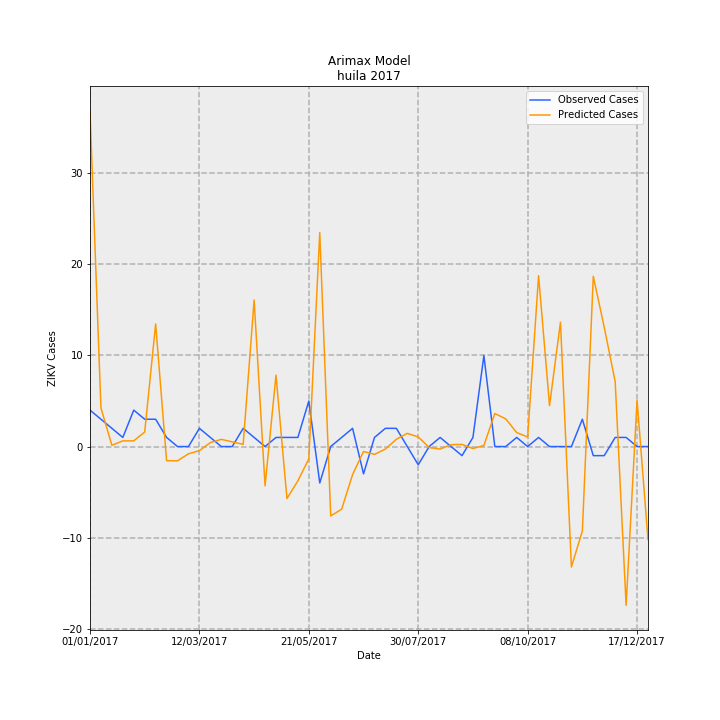 Arimax Model
huila 2017
Observed Cases
Predicted Cases
ZIKV Cases
30
20
10
0
−10
−20
01/01/2017
12/03/2017
21/05/2017
30/07/2017
08/10/2017
17/12/2017
Date